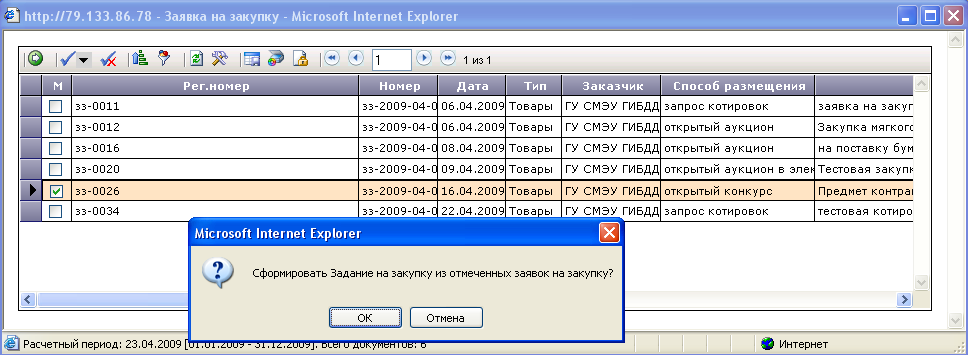 http://79.133.86.78 - Заявка на закупку - Microsoft Internet Explorer
1 1 из 1
М Рег.номер Номер Дата Тип Заказчик Способ размещения
зз-0011 зз-2009-04-0 06.04.2009 Товары ГУ СМЭУ ГИБДД запрос котировок заявка на закуп
зз-0012 зз-2009-04-0 06.04.2009 Товары ГУ СМЭУ ГИБДД открытый аукцион Закупка мягкого
зз-0016 зз-2009-04-0 08.04.2009 Товары ГУ СМЭУ ГИБДД открытый аукцион на поставку бум
зз-0020 зз-2009-04-0 09.04.2009 Товары ГУ СМЭУ ГИБДД открытый аукцион в элек Тестовая закупк
зз-0026 зз-2009-04-0 16.04.2009 Товары ГУ СМЭУ ГИБДД открытый конкурс Предмет контрак
зз-0034 зз-2009-04-0 22.04.2009 Товары ГУ СМЭУ ГИБДД запрос котировок тестовая котиро
Microsoft Internet Explorer
Сформировать Задание на закупку из отмеченных заявок на закупку?
OK Отмена
Расчетный период: 23.04.2009 [01.01.2009 - 31.12.2009]. Всего документов: 6 Интернет